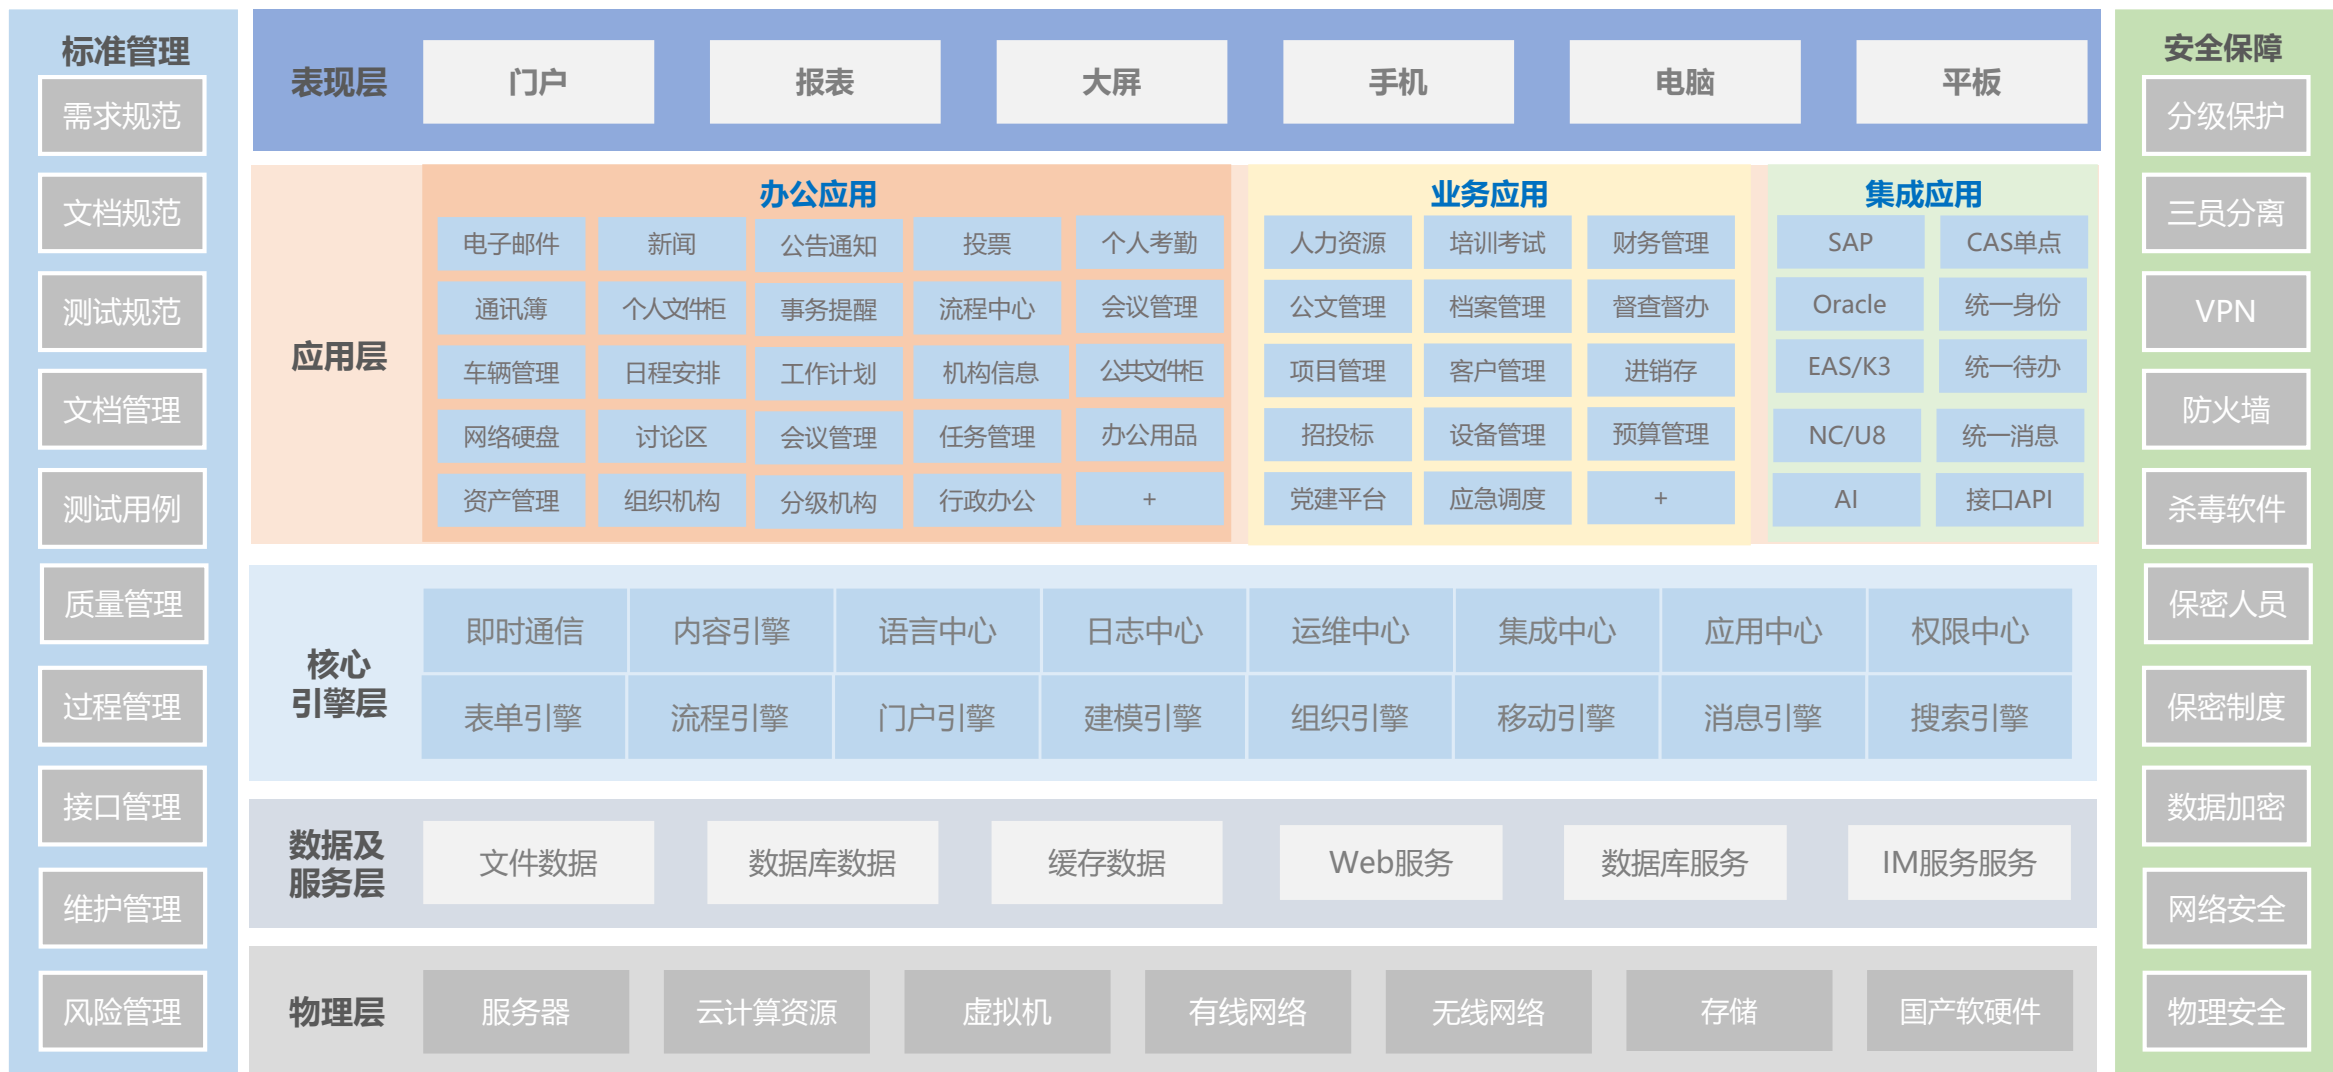 标准管理
需求规范
文档规范
测试规范
文档管理
测试用例
质量管理
过程管理
接口管理
维护管理
风险管理
表现层
门户
报表
大屏
手机
电脑
平板
应用层
办公应用
电子邮件
新闻
公告通知
投票
个人考勤
通讯簿
个人文件柜
事务提醒
流程中心
会议管理
车辆管理
日程安排
工作计划
机构信息
公共文件柜
网络硬盘
讨论区
会议管理
任务管理
办公用品
资产管理
组织机构
分级机构
行政办公
+
业务应用
人力资源
培训考试
财务管理
公文管理
档案管理
督查督办
项目管理
客户管理
进销存
招投标
设备管理
预算管理
党建平台
应急调度
+
集成应用
SAP
CAS单点
Oracle
统一身份
EAS/K3
统一待办
NC/U8
统一消息
AI
接口API
核心
引擎层
即时通信
内容引擎
语言中心
日志中心
运维中心
集成中心
应用中心
权限中心
表单引擎
流程引擎
门户引擎
建模引擎
组织引擎
移动引擎
消息引擎
搜索引擎
数据及
服务层
文件数据
数据库数据
缓存数据
Web服务
数据库服务
IM服务服务
物理层
服务器
云计算资源
虚拟机
有线网络
无线网络
存储
国产软硬件
安全保障
分级保护
三员分离
VPN
防火墙
杀毒软件
保密人员
保密制度
数据加密
网络安全
物理安全